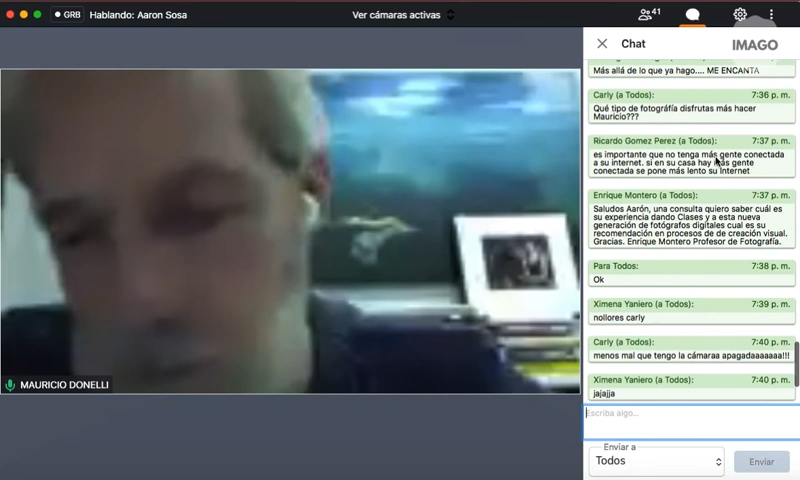 GRB
Hablando: Aaron Sosa
Ver cámaras activas
41
Chat
IMAGO
Más allá de lo que ya hago.... ME ENCANTA
Carly (a Todos):
7:36 p. m.
Qué tipo de fotografía disfrutas más hacer
Mauricio???
Ricardo Gomez Perez (a Todos):
7:37 p. m.
es importante que no tenga más gente conectada
a su internet. si en su casa hay más gente
conectada se pone más lento su Internet
Enrique Montero (a Todos):
7:37 p. m.
Saludos Aarón, una consulta quiero saber cuál es
su experiencia dando Clases y a esta nueva
generación de fotógrafos digitales cual es su
recomendación en procesos de de creación visual.
Gracias. Enrique Montero Profesor de Fotografía.
Para Todos:
7:38 p. m.
Ok
Ximena Yaniero (a Todos):
7:39 p. m.
nollores carly
Carly (a Todos):
7:40 p. m.
menos mal que tengo la cámaraa apagadaaaaaaa!!!
Ximena Yaniero (a Todos):
7:40 p. m.
jajajja
MAURICIO DONELLI
Escriba algo...
Enviar a
Todos
Enviar